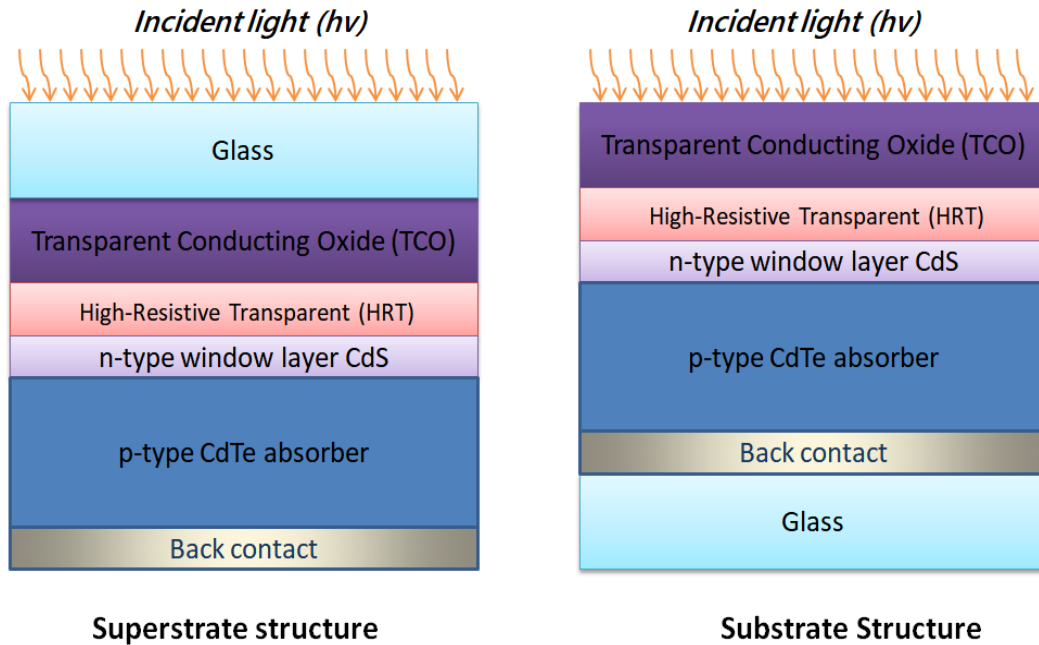 Incident light (hv)
Glass
Transparent Conducting Oxide (TCO)
High-Resistive Transparent (HRT)
n-type window layer CdS
p-type CdTe absorber
Back contact
Superstrate structure
Incident light (hv)
Transparent Conducting Oxide (TCO)
High-Resistive Transparent (HRT)
n-type window layer CdS
p-type CdTe absorber
Back contact
Glass
Substrate Structure